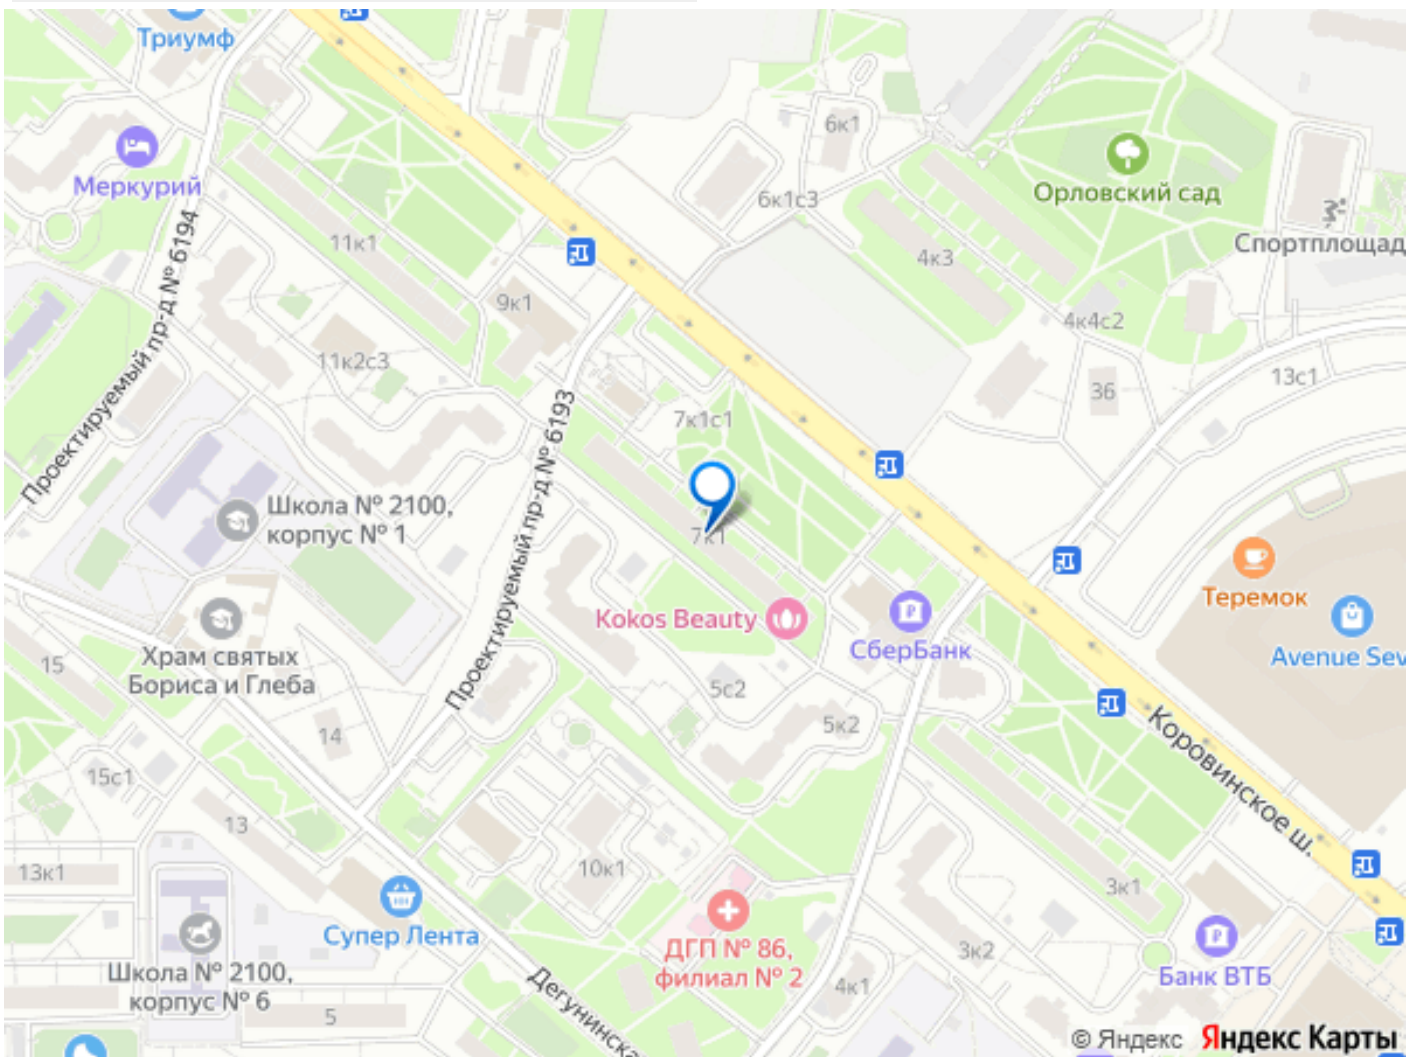 Триумф
6к1
Меркурий
6к1с3
Орловский сад
11к1
4к3
Спортплощад
Проектируемый пр-д № 6194
9к1
4к4с2
11к2с3
13с1
36
7к1с1
Проектируемый пр-д № 6193
Школа № 2100,
корпус № 1
7к1
Теремок
Kokos Beauty
СберБанк
Avenue Sev
Храм святых
Бориса и Глеба
15
5с2
5к2
14
Коровинское ш.
15с1
13
13к1
10к1
3к1
Супер Лента
ДГП № 86,
филиал № 2
3к2
Банк ВТБ
Школа № 2100,
корпус № 6
4к1
5
Дегунинска
© Яндекс Яндекс Карты